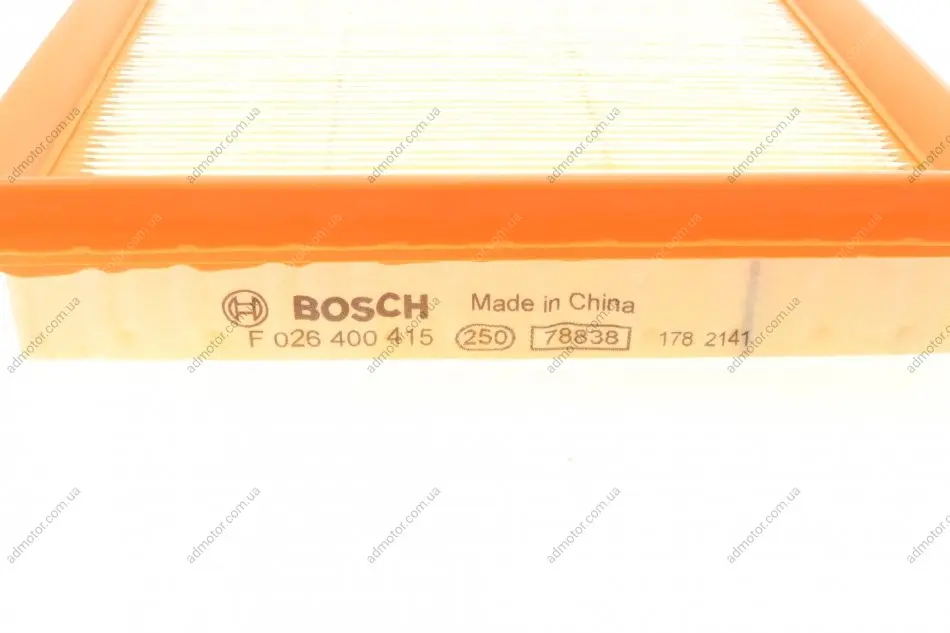 BOSCH Made in China
F 026 400 415 250 78838 178 2141
admotor.com.ua